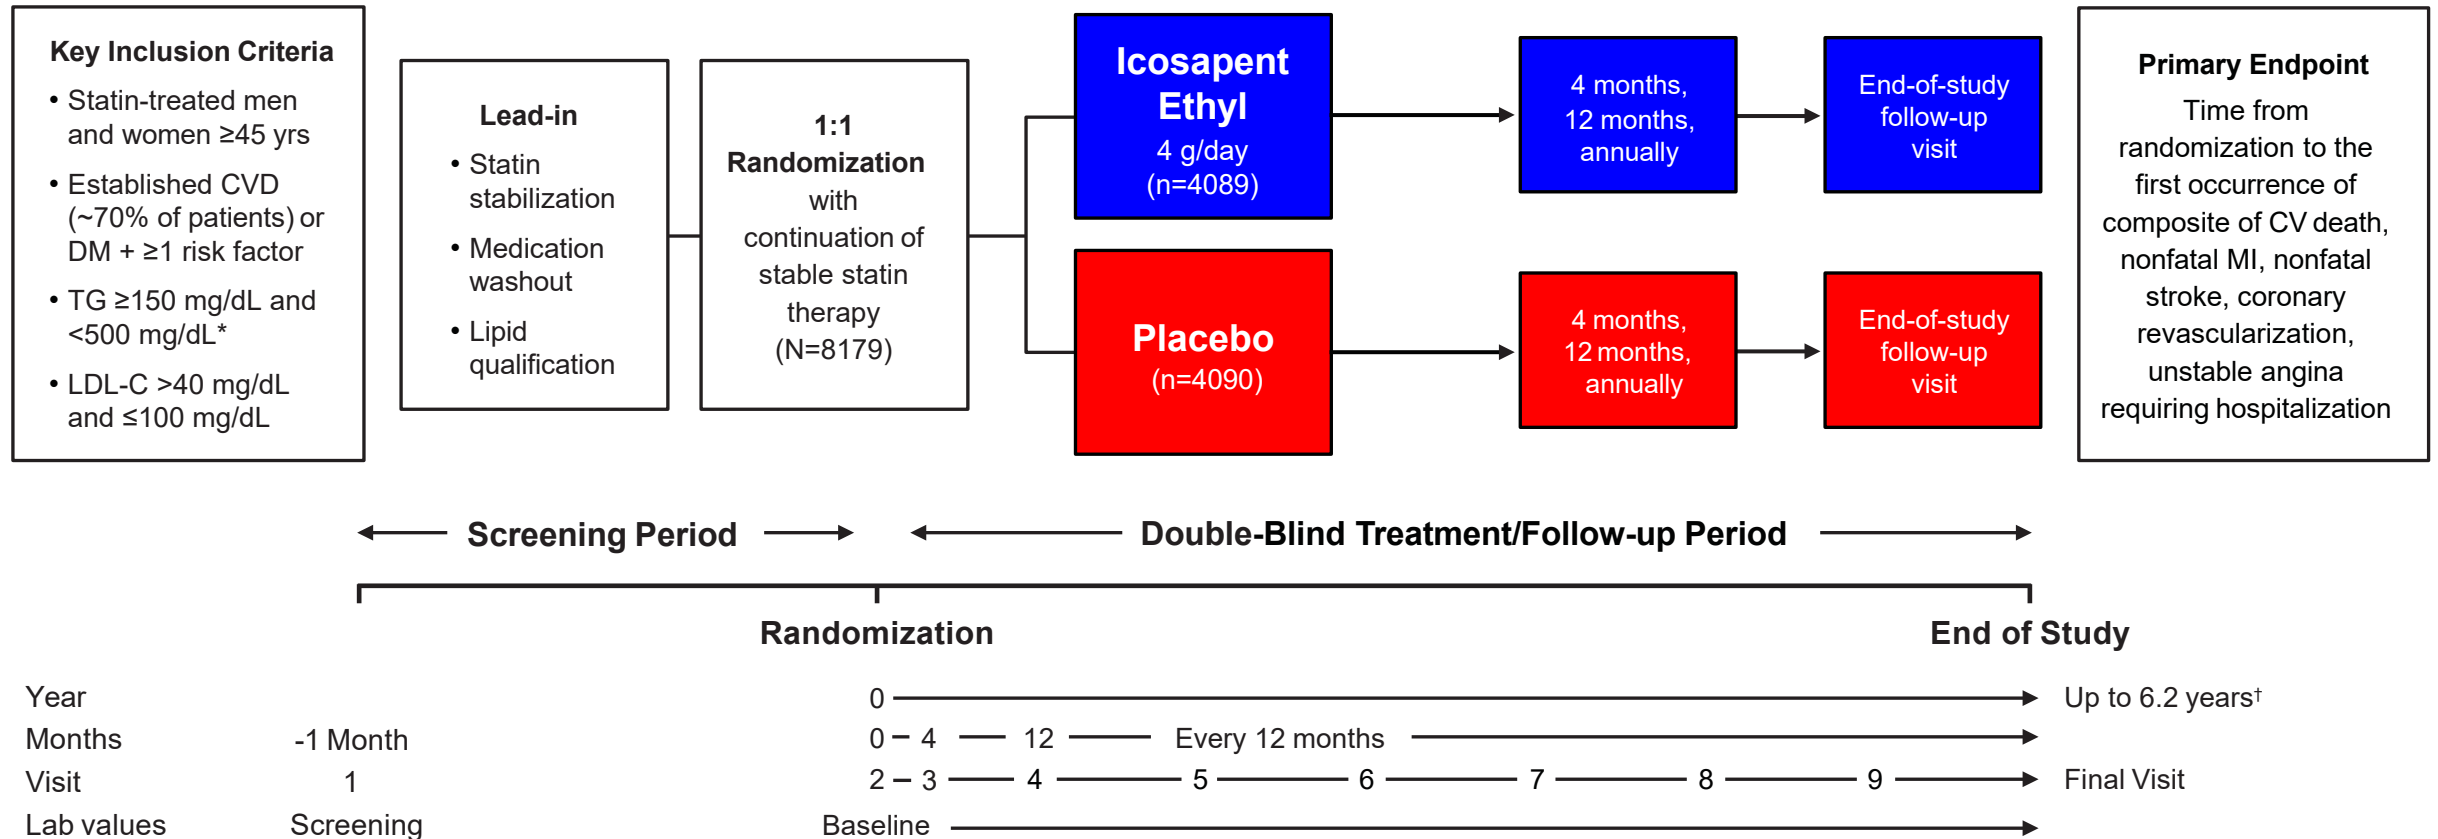 Key Inclusion Criteria
• Statin-treated men
and women ≥45 yrs
• Established CVD
(~70% of patients) or
DM + ≥1 risk factor
• TG ≥150 mg/dL and
<500 mg/dL*
• LDL-C >40 mg/dL
and ≤100 mg/dL
Lead-in
• Statin
stabilization
• Medication
washout
• Lipid
qualification
1:1
Randomization
with
continuation of
stable statin
therapy
(N=8179)
Icosapent
Ethyl
4 g/day
(n=4089)
4 months,
12 months,
annually
End-of-study
follow-up
visit
Placebo
(n=4090)
4 months,
12 months,
annually
End-of-study
follow-up
visit
Primary Endpoint
Time from
randomization to the
first occurrence of
composite of CV death,
nonfatal MI, nonfatal
stroke, coronary
revascularization,
unstable angina
requiring hospitalization
Screening Period
Double-Blind Treatment/Follow-up Period
Randomization
End of Study
Year 0 Up to 6.2 years†
Months -1 Month 0 4 12 Every 12 months
Visit 1 2 3 4 5 6 7 8 9 Final Visit
Lab values Screening Baseline